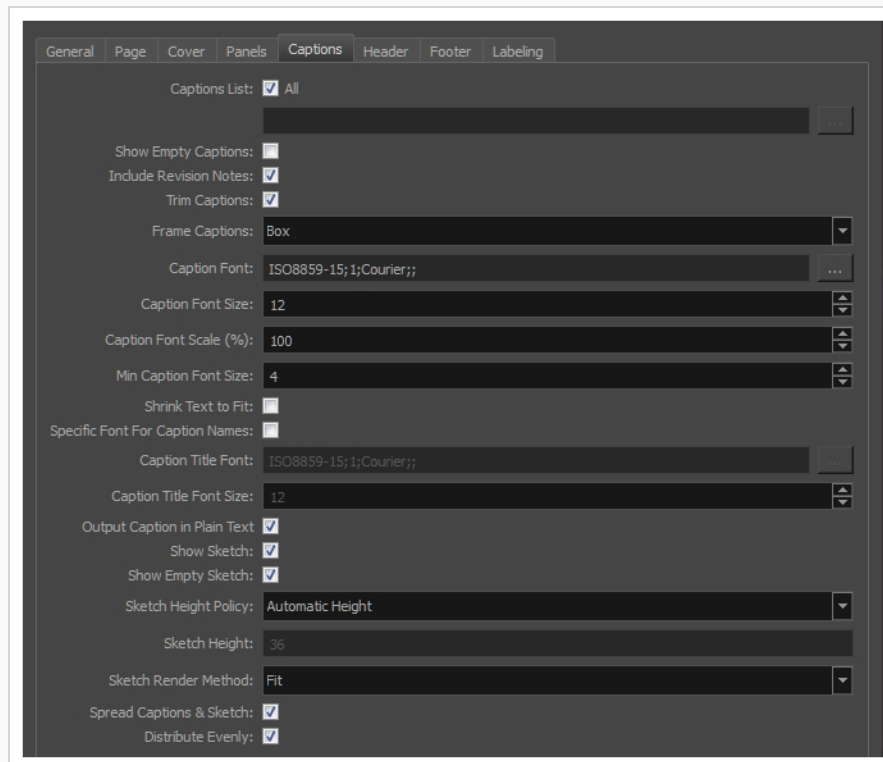 General Page Cover Panels Captions Header Footer Labeling
Captions List: All
...
Show Empty Captions:
Include Revision Notes:
Trim Captions:
Frame Captions: Box
Caption Font: ISO8859-15;1;Courier;; ...
Caption Font Size: 12
Caption Font Scale (%): 100
Min Caption Font Size: 4
Shrink Text to Fit:
Specific Font For Caption Names:
Caption Title Font: ISO8859-15;1;Courier;; ...
Caption Title Font Size: 12
Output Caption in Plain Text
Show Sketch:
Show Empty Sketch:
Sketch Height Policy: Automatic Height
Sketch Height: 36
Sketch Render Method: Fit
Spread Captions & Sketch:
Distribute Evenly: